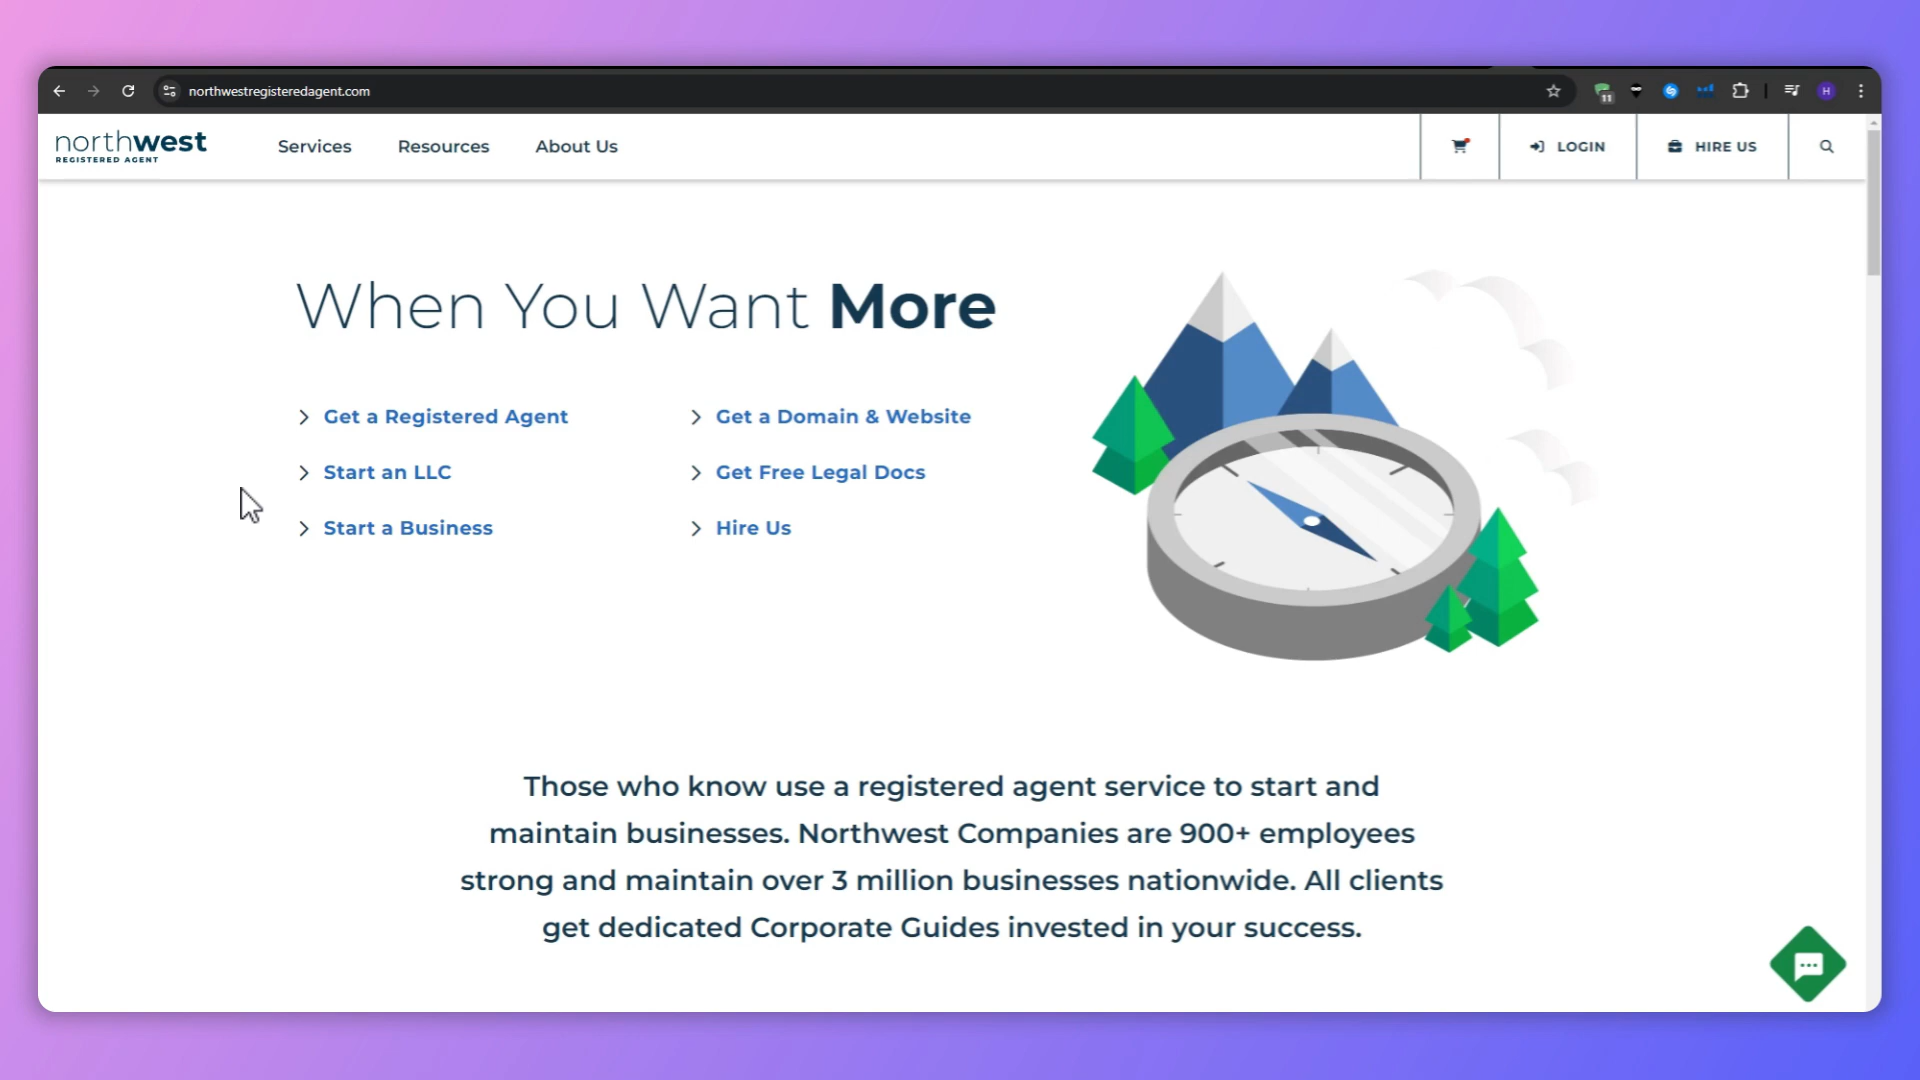 northwestregisteredagent.com
11
H
northwest
REGISTERED AGENT
Services
Resources
About Us
LOGIN
HIRE US
When You Want More
Get a Registered Agent
Get a Domain & Website
Start an LLC
Get Free Legal Docs
Start a Business
Hire Us
Those who know use a registered agent service to start and
maintain businesses. Northwest Companies are 900+ employees
strong and maintain over 3 million businesses nationwide. All clients
get dedicated Corporate Guides invested in your success.